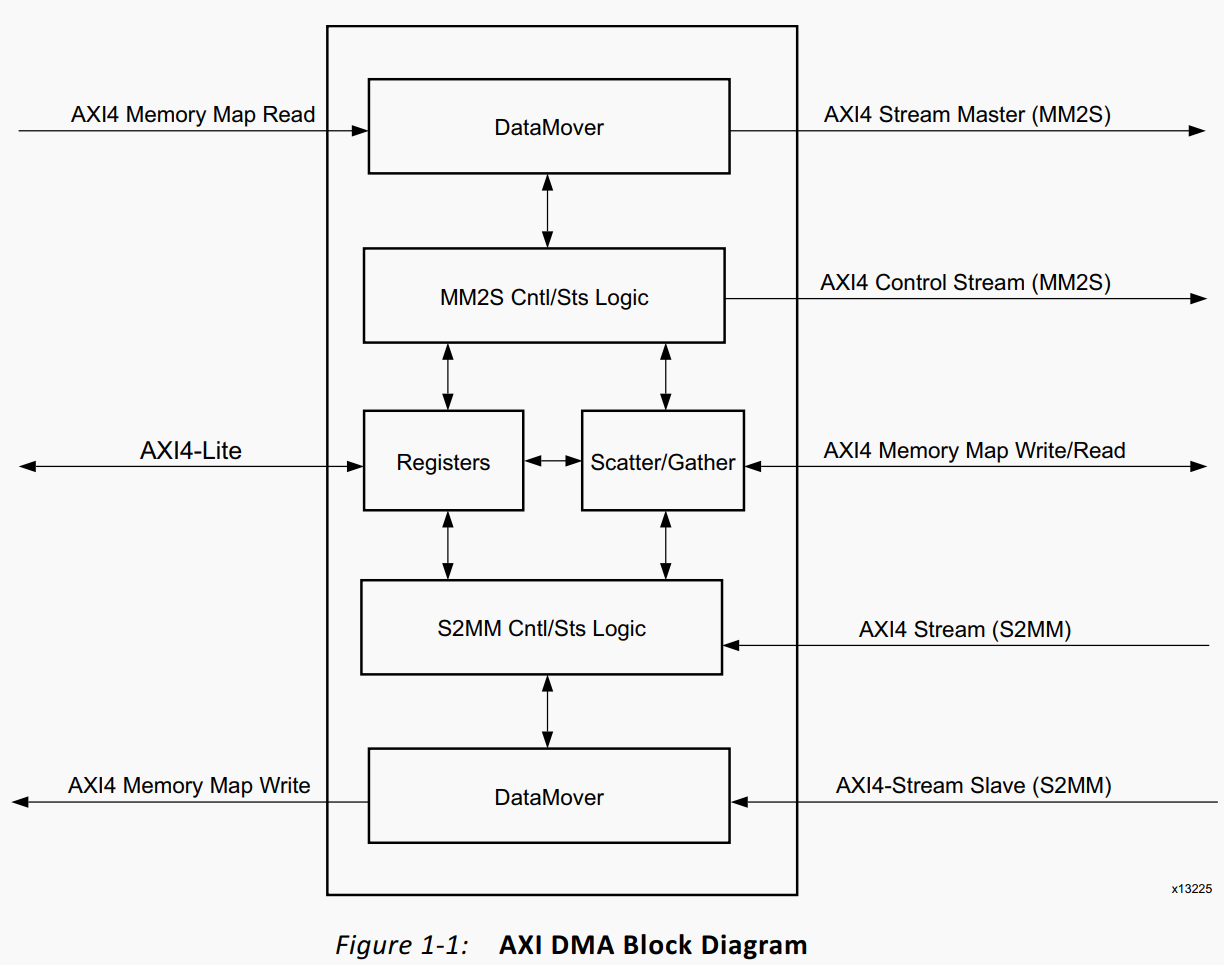 AXI4 Memory Map Read
DataMover
AXI4 Stream Master (MM2S)
MM2S Cntl/Sts Logic
AXI4 Control Stream (MM2S)
AXI4-Lite
Registers
Scatter/Gather
AXI4 Memory Map Write/Read
S2MM Cntl/Sts Logic
AXI4 Stream (S2MM)
AXI4 Memory Map Write
DataMover
AXI4-Stream Slave (S2MM)
x13225
Figure 1-1: AXI DMA Block Diagram